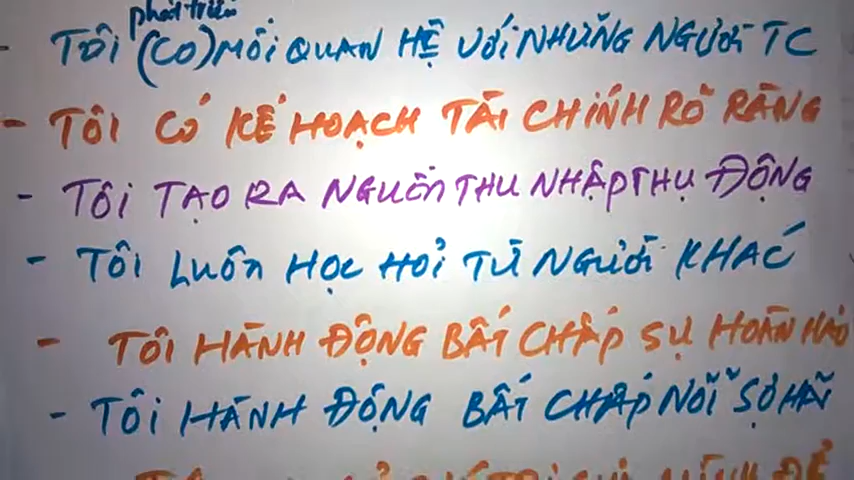 phát triển
- TÔI (CÓ) MỐI QUAN HỆ VỚI NHỮNG NGƯỜI TC
- TÔI CÓ KẾ HOẠCH TÀI CHÍNH RÕ RÀNG
- TÔI TẠO RA NGUỒN THU NHẬP THỤ ĐỘNG
- TÔI LUÔN HỌC HỎI TỪ NGƯỜI KHÁC
- TÔI HÀNH ĐỘNG BẤT CHẤP SỰ HOÀN HẢO
- TÔI HÀNH ĐỘNG BẤT CHẤP NỖI SỢ HÃI
MÌNH ĐỂ